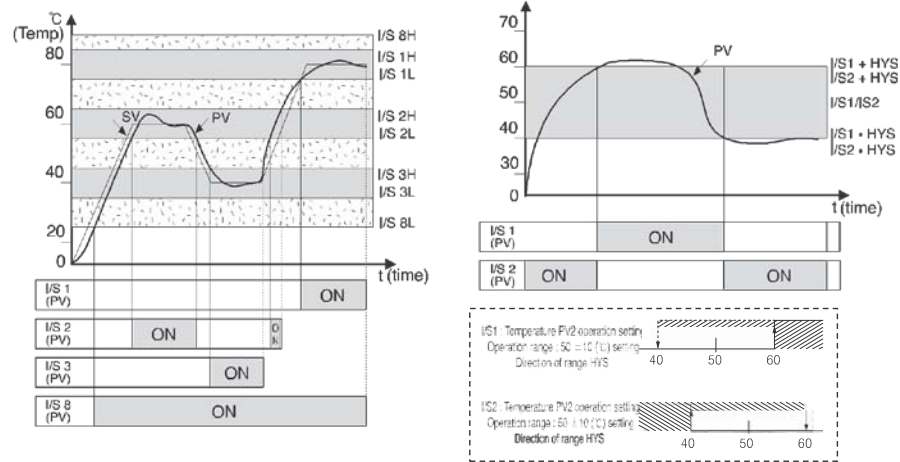 ℃
(Temp)
80
60
40
20
0
SV
PV
I/S 8H
I/S 1H
I/S 1L
I/S 2H
I/S 2L
I/S 3H
I/S 3L
I/S 8L
t (time)
I/S 1
(PV)
ON
I/S 2
(PV)
ON
O
N
I/S 3
(PV)
ON
I/S 8
(PV)
ON
70
60
50
40
30
0
PV
I/S1 + HYS
I/S2 + HYS
I/S1/IS2
I/S1 • HYS
I/S2 • HYS
t (time)
I/S 1
(PV)
ON
I/S 2
(PV)
ON
ON
I/S1 : Temperature PV2 operation setting
Operation range : 50 ±10 (℃) setting
Direction of range HYS
40
50
60
I/S2 : Temperature PV2 operation setting
Operation range : 50 ±10 (℃) setting
Direction of range HYS
40
50
60